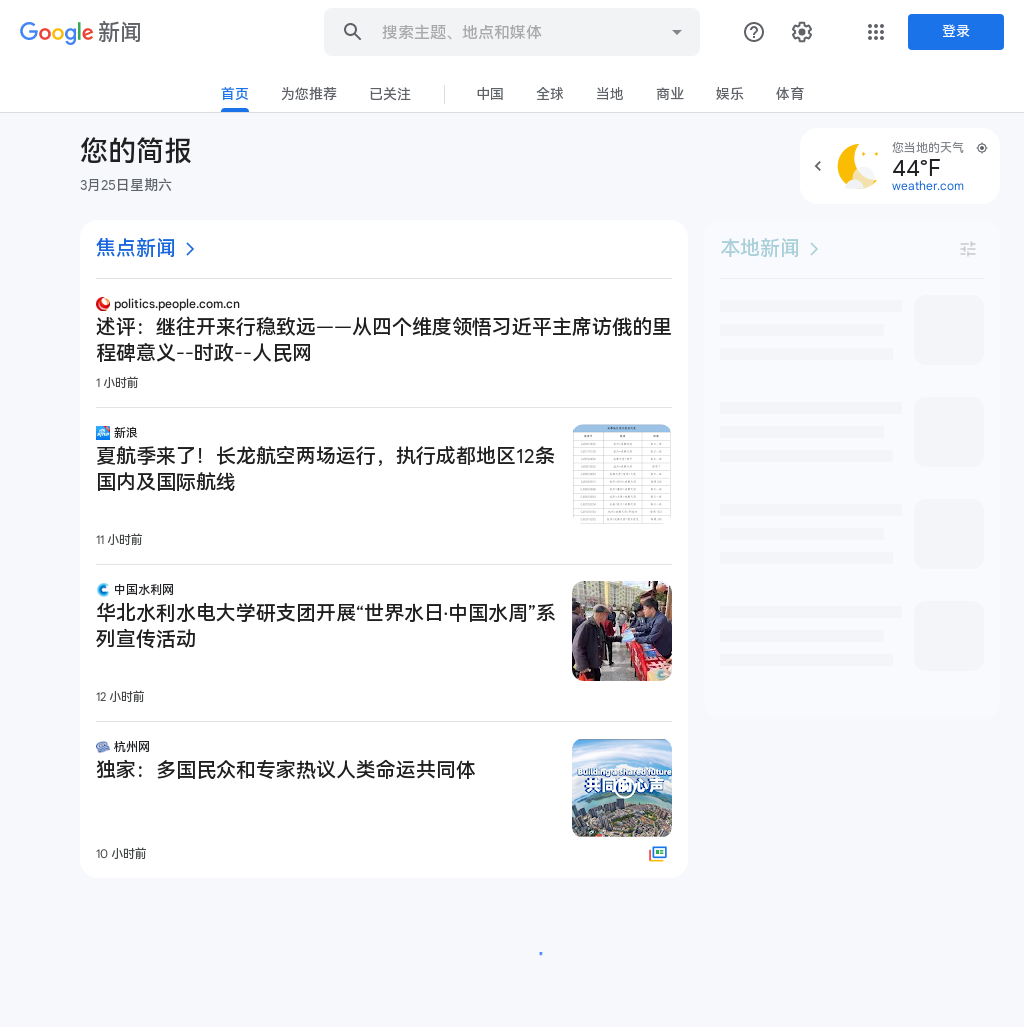 Google 新闻
搜索主题、地点和媒体
登录
首页
为您推荐
已关注
中国
全球
当地
商业
娱乐
体育
您的简报
3月25日星期六
您当地的天气
44°F
weather.com
焦点新闻
politics.people.com.cn
述评：继往开来行稳致远——从四个维度领悟习近平主席访俄的里
程碑意义--时政--人民网
1 小时前
新浪
夏航季来了！长龙航空两场运行，执行成都地区12条
国内及国际航线
11 小时前
中国水利网
华北水利水电大学研支团开展“世界水日·中国水周”系
列宣传活动
12 小时前
杭州网
独家：多国民众和专家热议人类命运共同体
Building a shared future
共同的心声
10 小时前
本地新闻